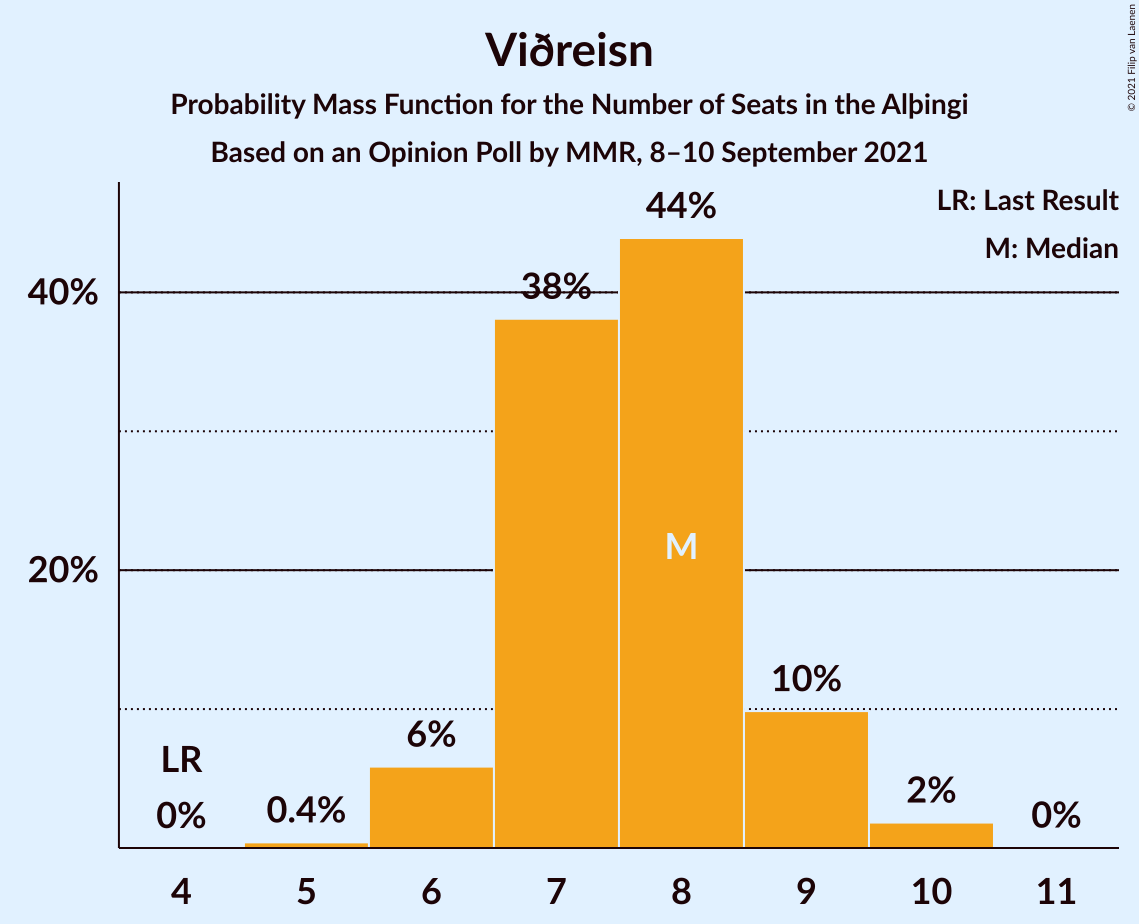 Viðreisn
Probability Mass Function for the Number of Seats in the Alþingi
Based on an Opinion Poll by MMR, 8–10 September 2021
© 2021 Filip van Laenen
LR: Last Result
M: Median
40%
20%
LR
0%
0.4%
6%
38%
44%
M
10%
2%
0%
4
5
6
7
8
9
10
11